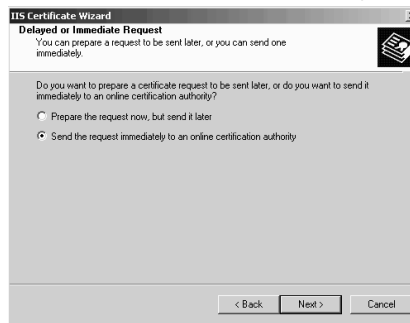 IIS Certificate Wizard
Delayed or Immediate Request
You can prepare a request to be sent later, or you can send one
immediately.
Do you want to prepare a certificate request to be sent later, or do you want to send it
immediately to an online certification authority?
Prepare the request now, but send it later
Send the request immediately to an online certification authority
< Back
Next >
Cancel